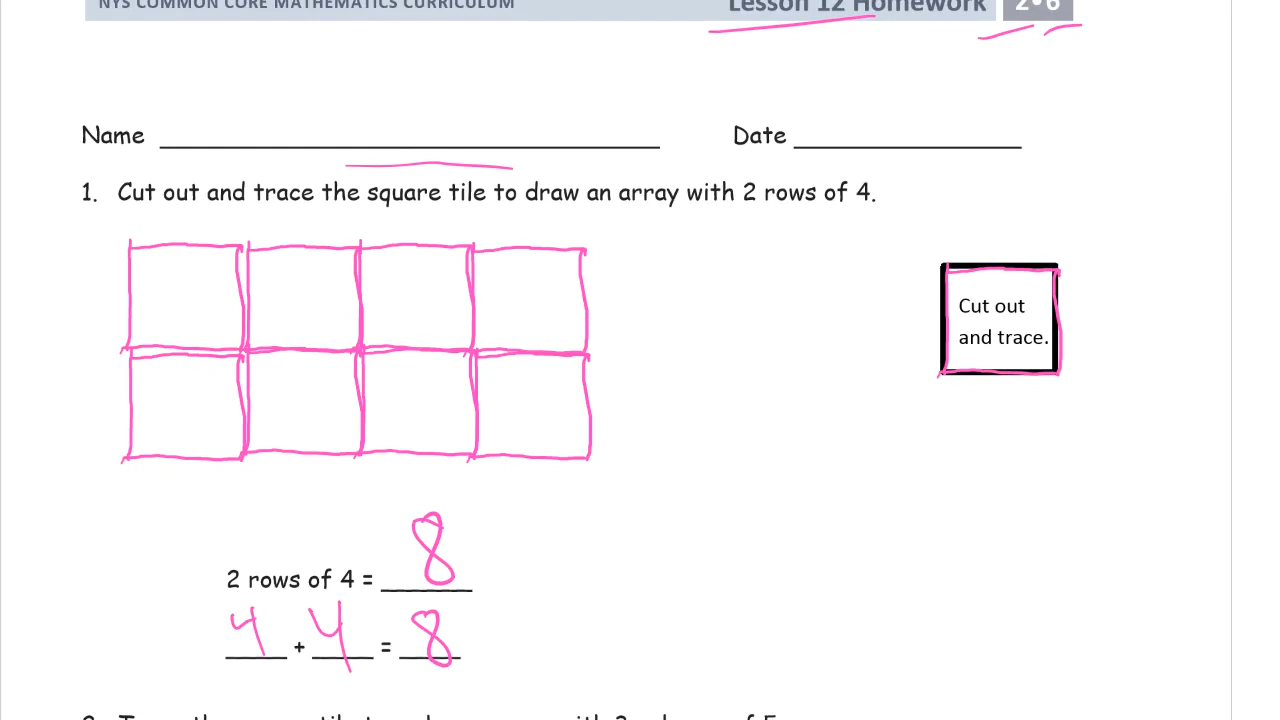 NYS COMMON CORE MATHEMATICS CURRICULUM Lesson 12 Homework 2•6
Name Date
1. Cut out and trace the square tile to draw an array with 2 rows of 4.
Cut out
and trace.
2 rows of 4 = 8
4 + 4 = 8